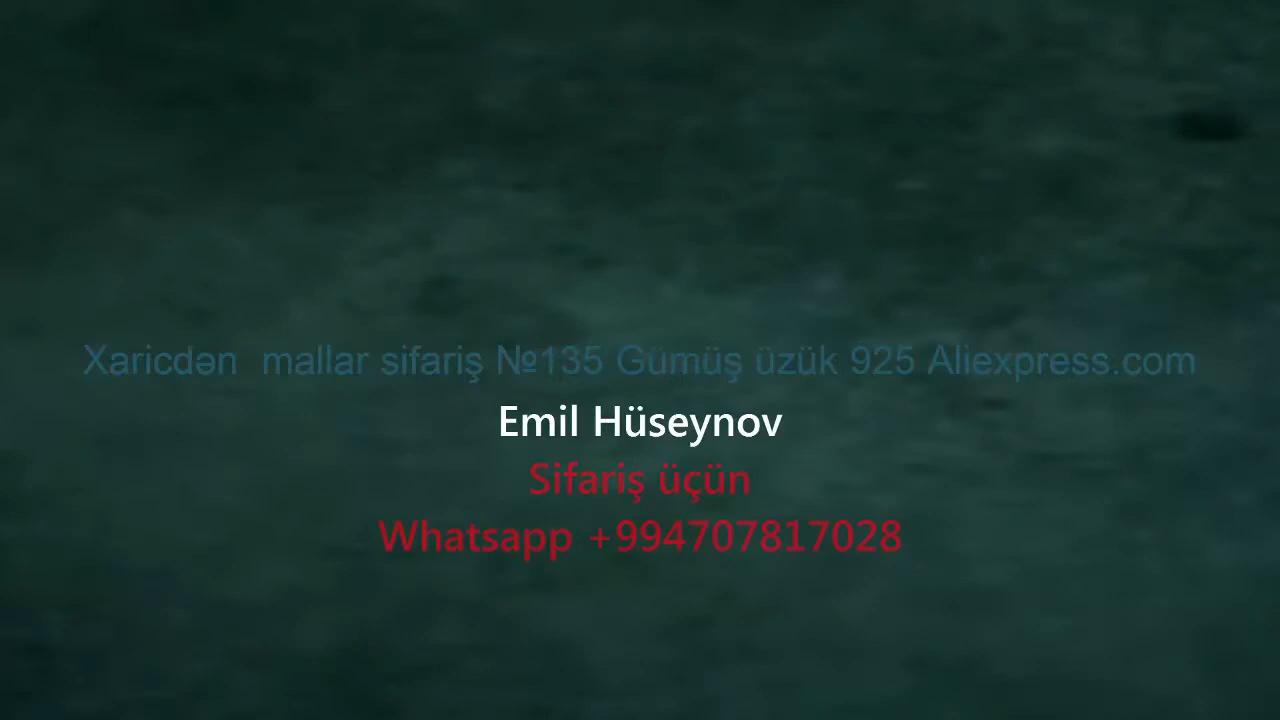 Xaricdən  mallar sifariş №135 Gümüş üzük 925 Aliexpress.com
Emil Hüseynov
Sifariş üçün
Whatsapp +994707817028